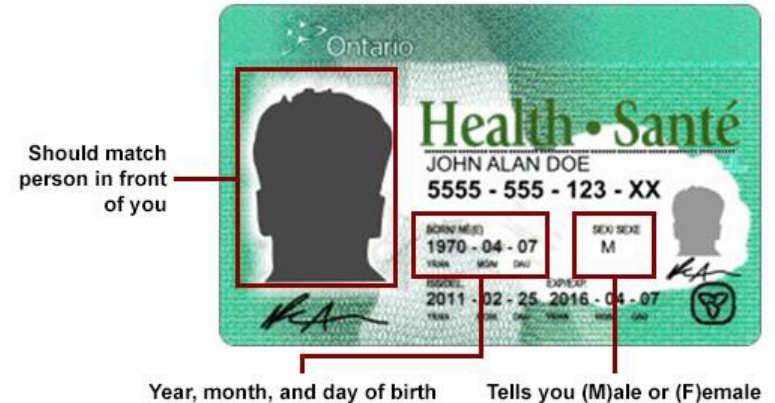 Ontario
Health • Santé
JOHN ALAN DOE
5555 - 555 - 123 - XX
BORN/NÉ(E)
SEX/SEXE
1970 - 04 - 07
M
ISS/DEL.
EXP/EXP.
2011 - 02 - 25
2016 - 04 - 07
Should match
person in front
of you
Year, month, and day of birth
Tells you (M)ale or (F)emale